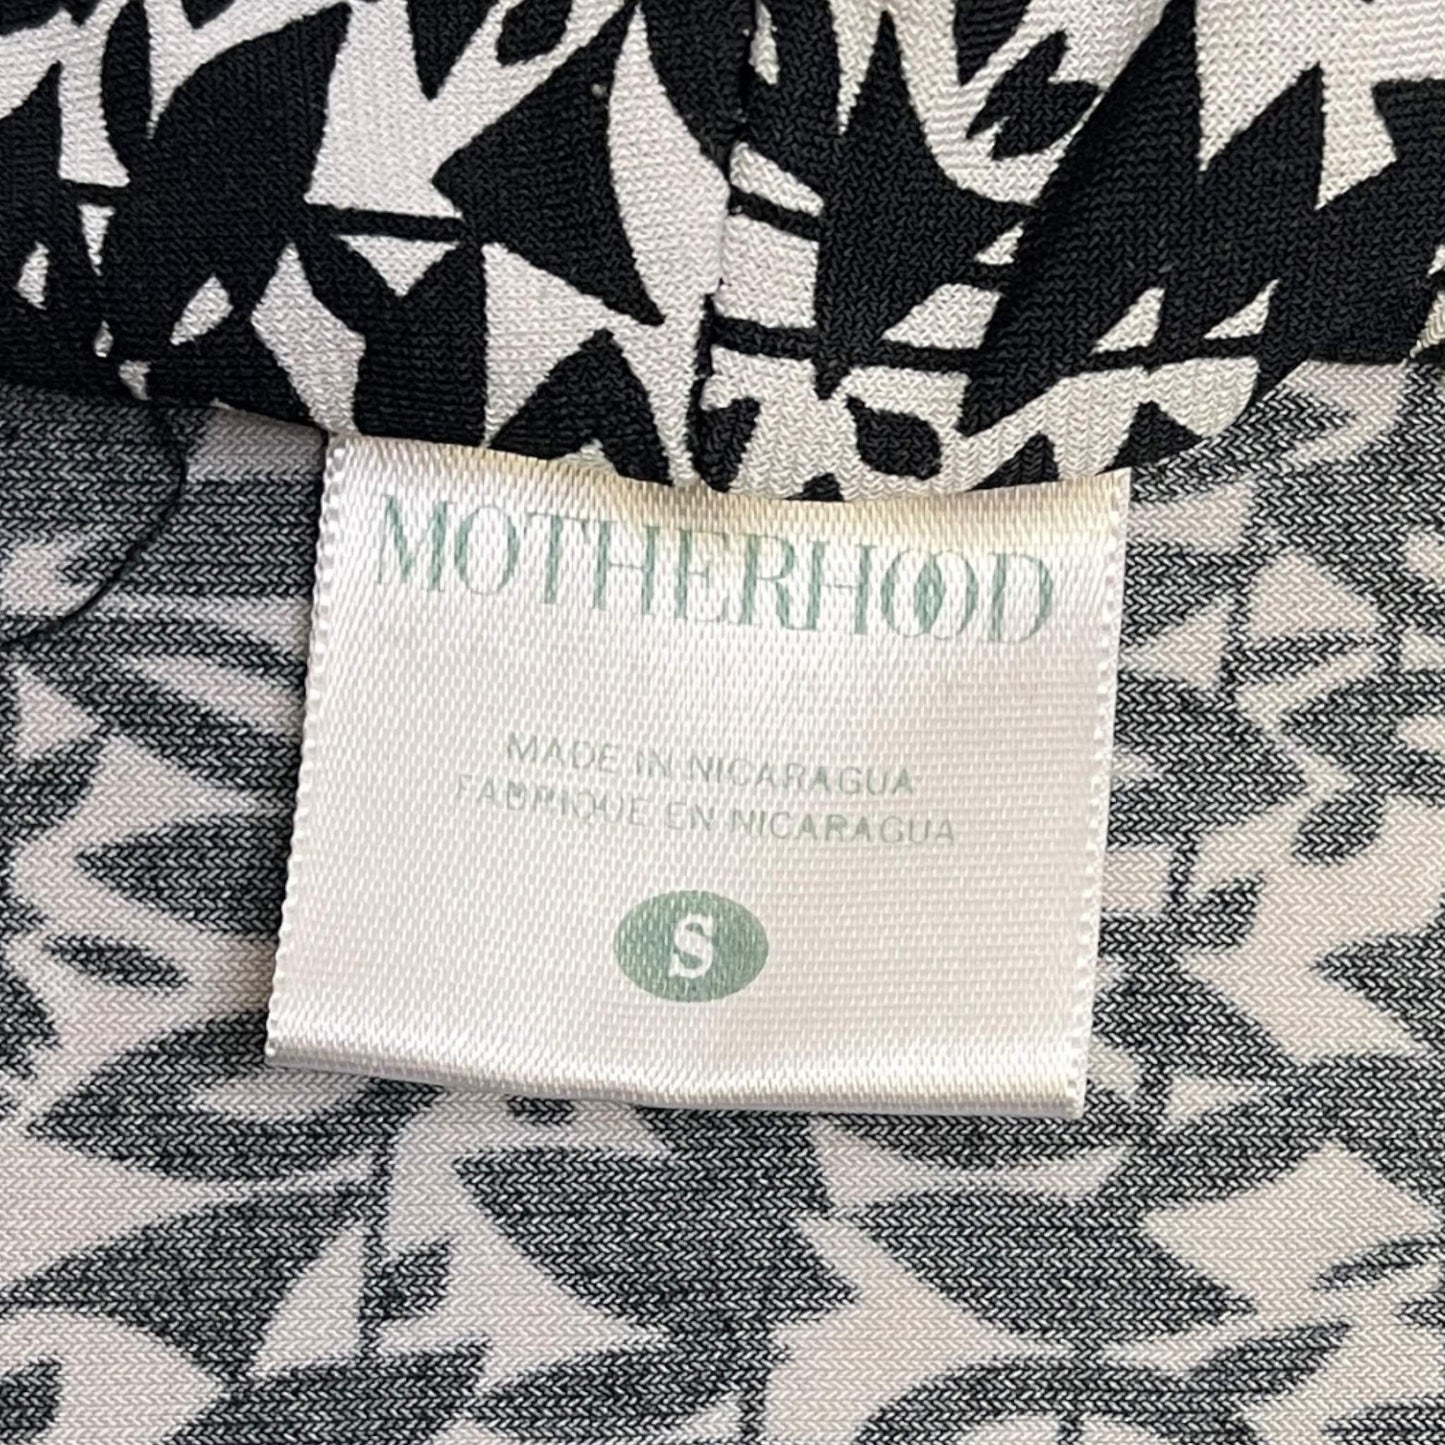 MOTHERHOOD
MADE IN NICARAGUA
FABRIQUE EN NICARAGUA
S